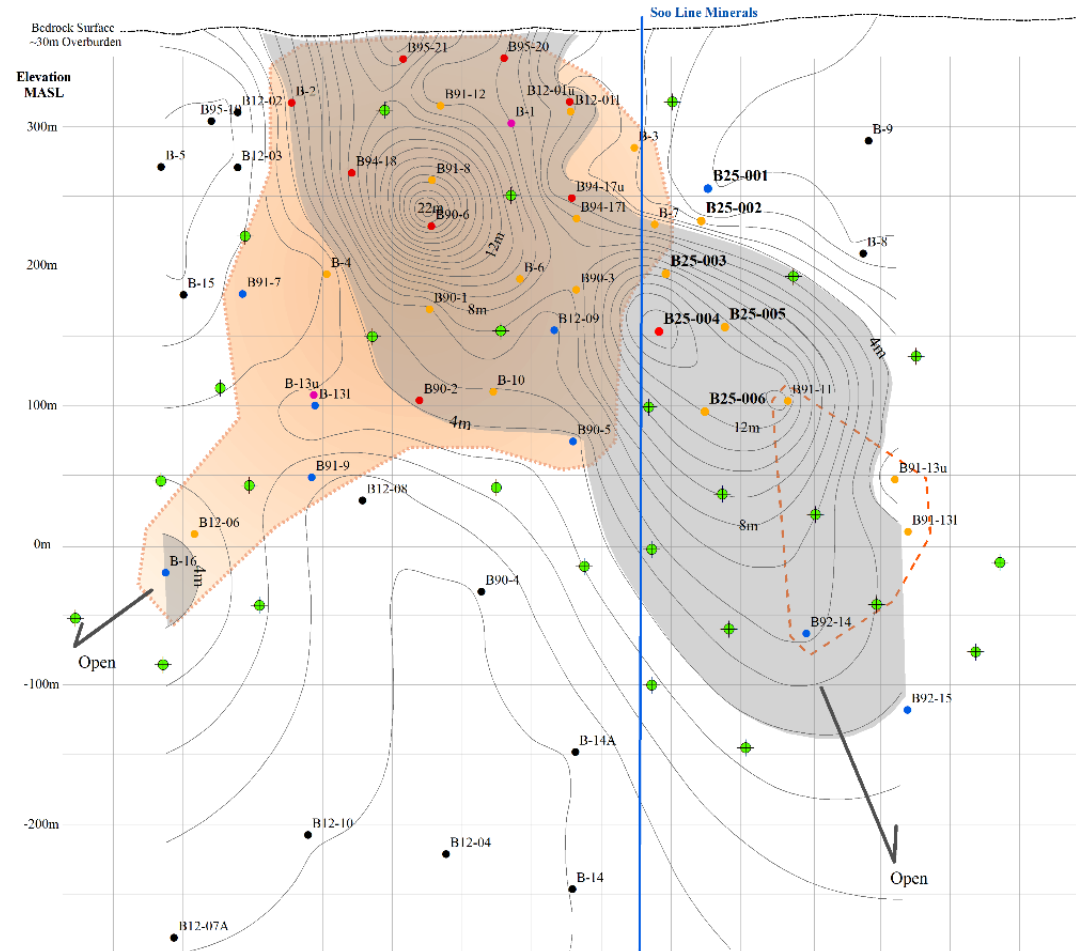 Soo Line Minerals
Bedrock Surface
~30m Overburden
Elevation
MASL
B95-21
B95-20
B-2
B91-12
B12-01u
B12-01l
B12-02
B95-19
B-1
300m
B-3
B-9
B-5
B12-03
B94-18
B91-8
B25-001
B94-17u
22m
B94-17l
B90-6
B-7
B25-002
12m
B-8
200m
B-4
B-6
B25-003
B-15
B91-7
B90-3
B90-1
8m
B12-09
B25-004
B25-005
4m
B-13u
B-13l
B90-2
B-10
B91-11
100m
B25-006
4m
12m
B90-5
B91-9
B91-13u
B12-08
B12-06
8m
B91-13l
0m
B-16
4m
B90-4
B92-14
Open
-100m
B92-15
B-14A
-200m
B12-10
B12-04
Open
B-14
B12-07A